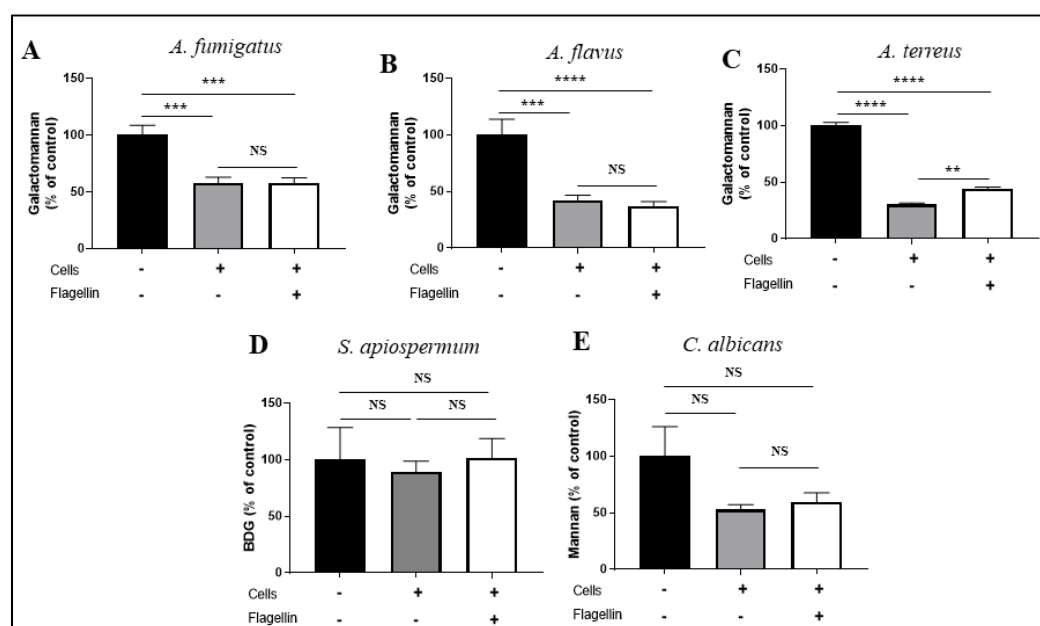 A
A. fumigatus
Galactomannan
(% of control)
150
100
50
0
***
***
NS
Cells - + +
Flagellin - - +
B
A. flavus
Galactomannan
(% of control)
150
100
50
0
****
***
NS
Cells - + +
Flagellin - - +
C
A. terreus
Galactomannan
(% of control)
150
100
50
0
****
****
**
Cells - + +
Flagellin - - +
D
S. apiospermum
BDG (% of control)
150
100
50
0
NS
NS NS
Cells - + +
Flagellin - - +
E
C. albicans
Mannan (% of control)
150
100
50
0
NS
NS
NS
Cells - + +
Flagellin - - +